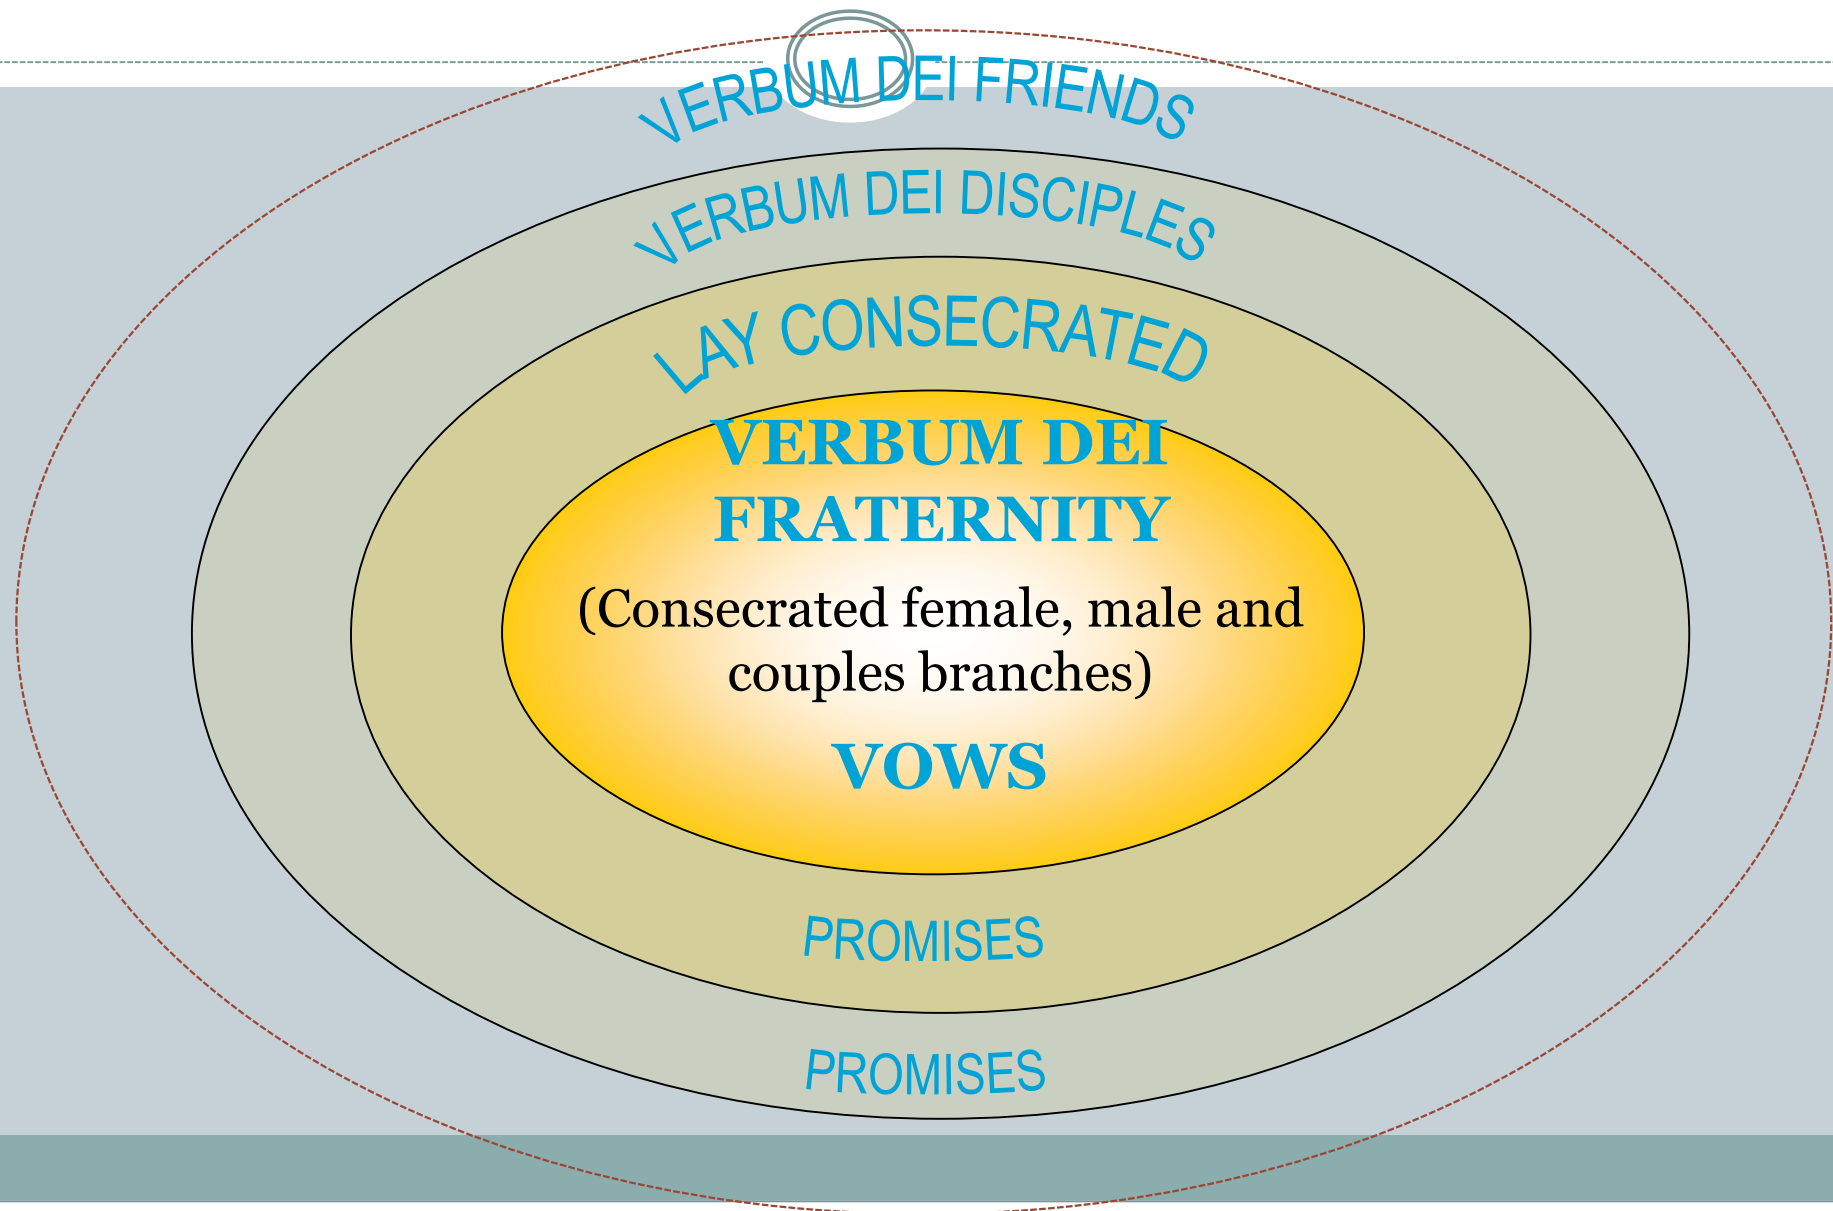 VERBUM DEI FRIENDS
VERBUM DEI DISCIPLES
LAY CONSECRATED
VERBUM DEI
FRATERNITY
(Consecrated female, male and
couples branches)
VOWS
PROMISES
PROMISES